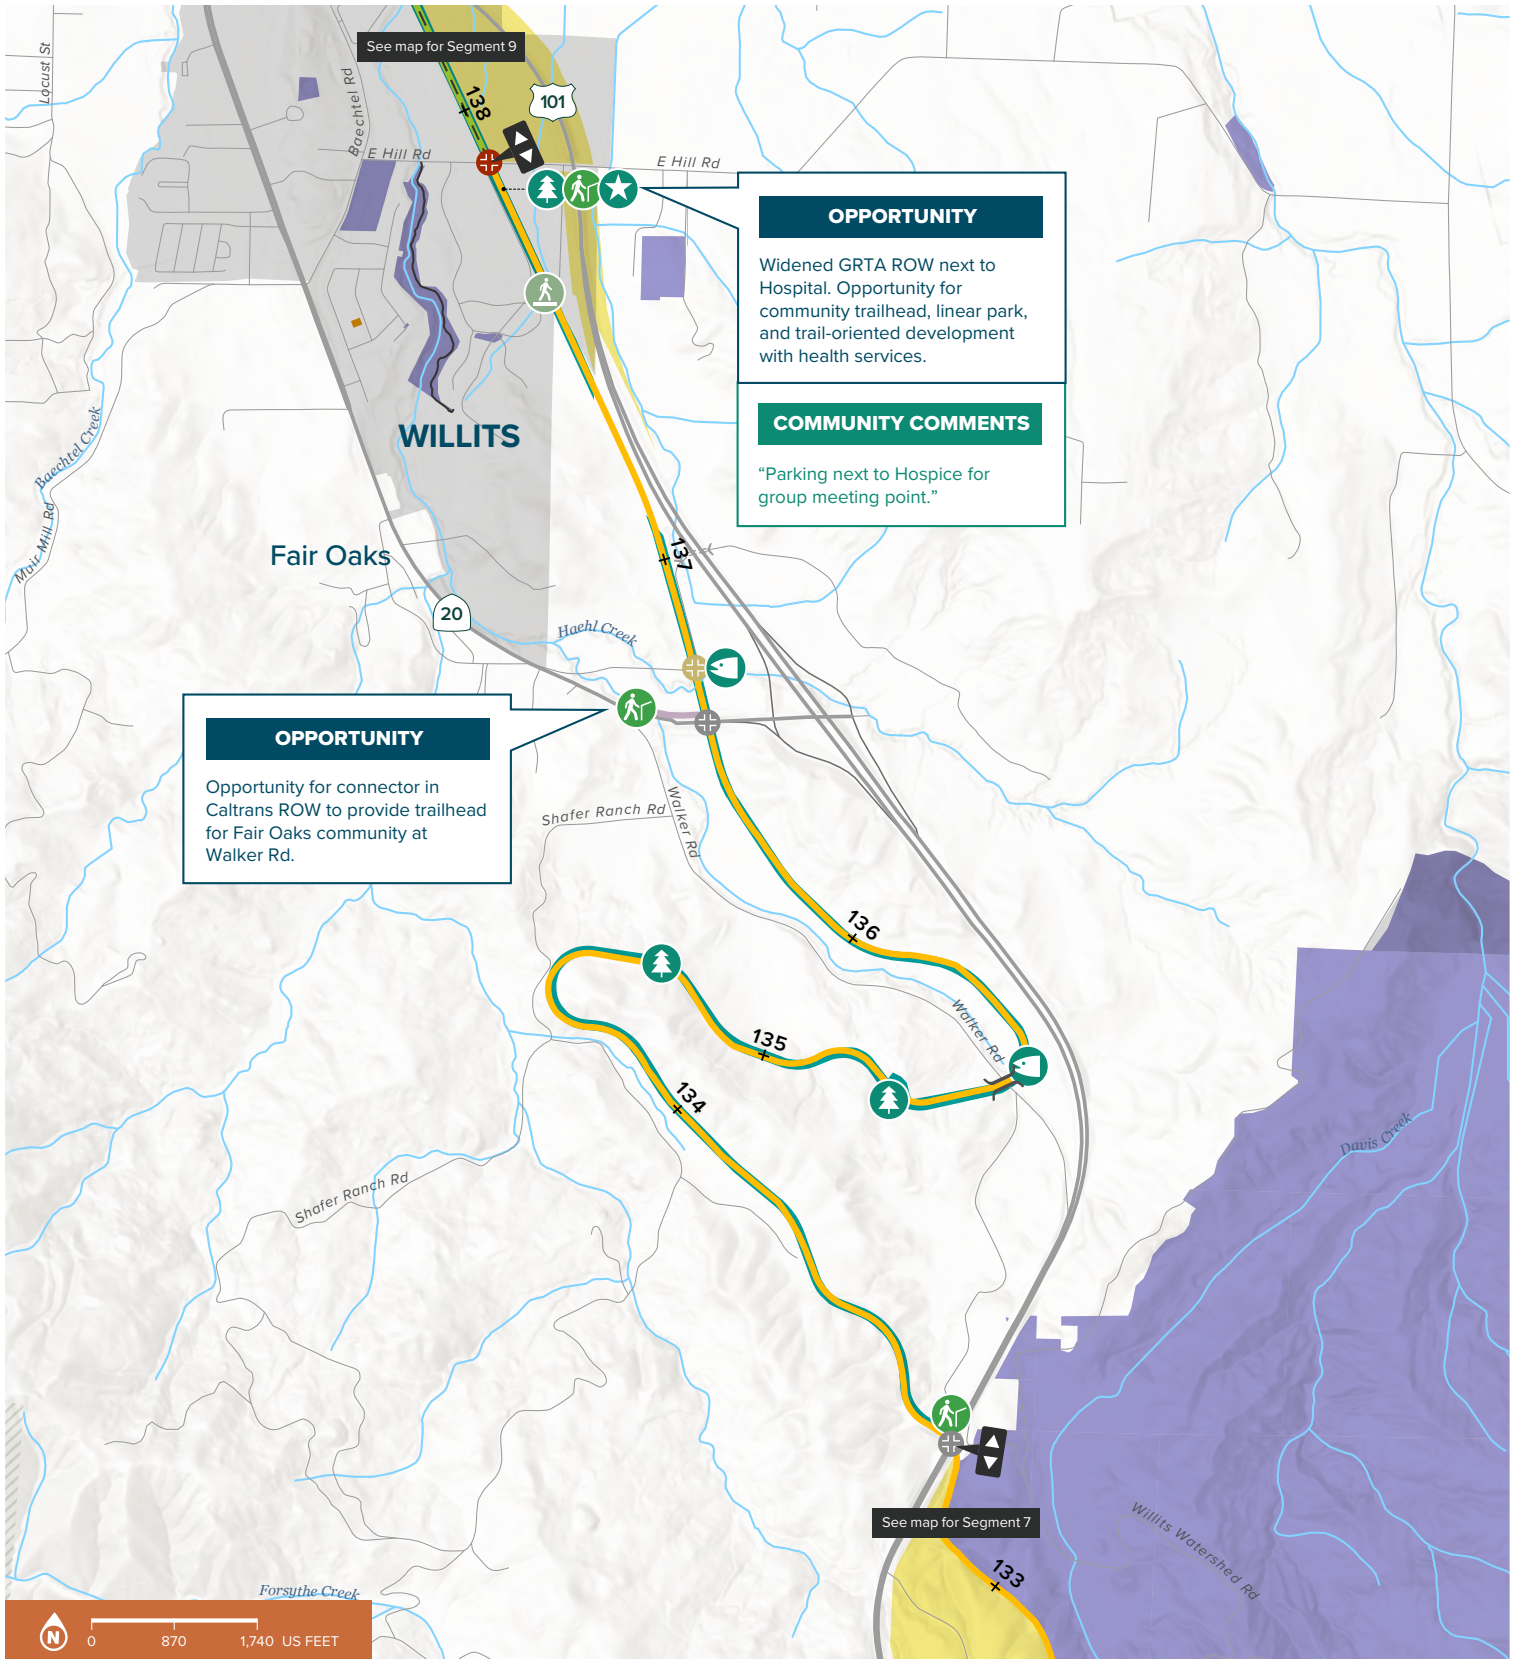 See map for Segment 9
Locust St
Baechtel Rd
138
101
E Hill Rd
E Hill Rd
OPPORTUNITY
Widened GRTA ROW next to
Hospital. Opportunity for
community trailhead, linear park,
and trail-oriented development
with health services.
COMMUNITY COMMENTS
“Parking next to Hospice for
group meeting point.”
WILLITS
Baechtel Creek
Muir Mill Rd
Fair Oaks
137
20
Haehl Creek
OPPORTUNITY
Opportunity for connector in
Caltrans ROW to provide trailhead
for Fair Oaks community at
Walker Rd.
Shafer Ranch Rd
Walker Rd
136
Walker Rd
135
134
Davis Creek
Shafer Ranch Rd
See map for Segment 7
133
Willits Watershed Rd
Forsythe Creek
N
0 870 1,740 US FEET